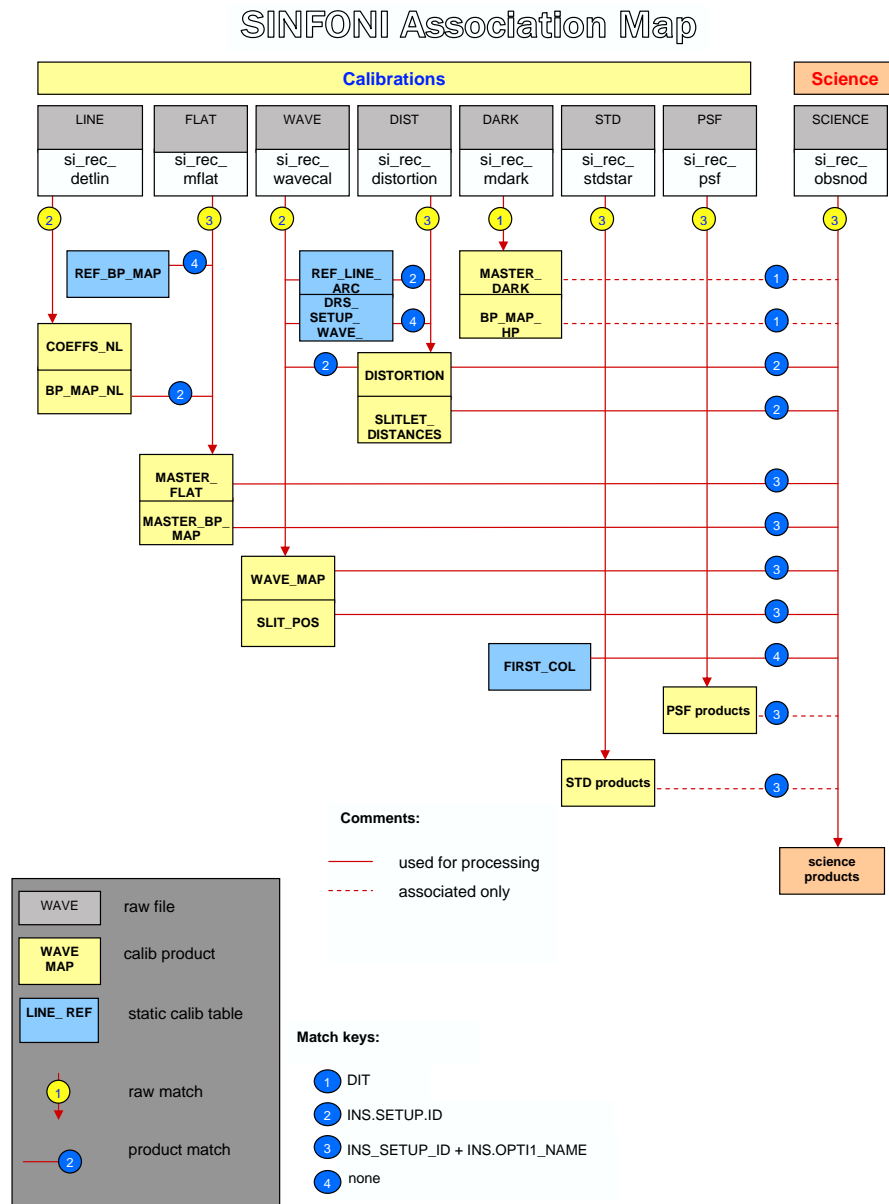 SINFONI Association Map
Calibrations
Science
LINE
FLAT
WAVE
DIST
DARK
STD
PSF
SCIENCE
si_rec_
detlin
si_rec_
mflat
si_rec_
wavecal
si_rec_
distortion
si_rec_
mdark
si_rec_
stdstar
si_rec_
psf
si_rec_
obsnod
2
3
2
3
1
3
3
3
REF_BP_MAP
4
REF_LINE_
ARC
2
MASTER_
DARK
1
DRS_
SETUP_
WAVE_
4
BP_MAP_
HP
1
COEFFS_NL
2
DISTORTION
2
BP_MAP_NL
2
SLITLET_
DISTANCES
2
MASTER_
FLAT
3
MASTER_BP_
MAP
3
WAVE_MAP
3
SLIT_POS
3
FIRST_COL
4
PSF products
3
STD products
3
Comments:
used for processing
associated only
science
products
WAVE
raw file
WAVE
MAP
calib product
LINE_ REF
static calib table
1
raw match
2
product match
Match keys:
1 DIT
2 INS.SETUP.ID
3 INS_SETUP_ID + INS.OPTI1_NAME
4 none